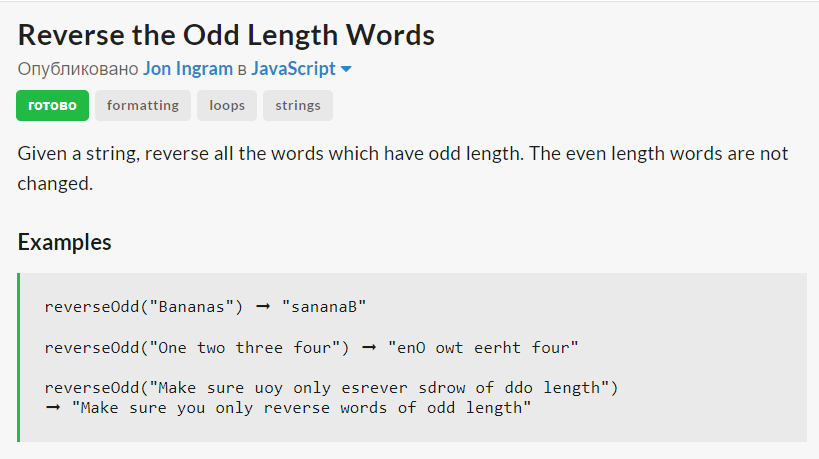 Reverse the Odd Length Words
Опубликовано Jon Ingram в JavaScript
готово formatting loops strings
Given a string, reverse all the words which have odd length. The even length words are not
changed.
Examples
reverseOdd("Bananas") ➞ "sananaB"
reverseOdd("One two three four") ➞ "enO owt eerht four"
reverseOdd("Make sure uoy only esrever sdrow of ddo length")
➞ "Make sure you only reverse words of odd length"